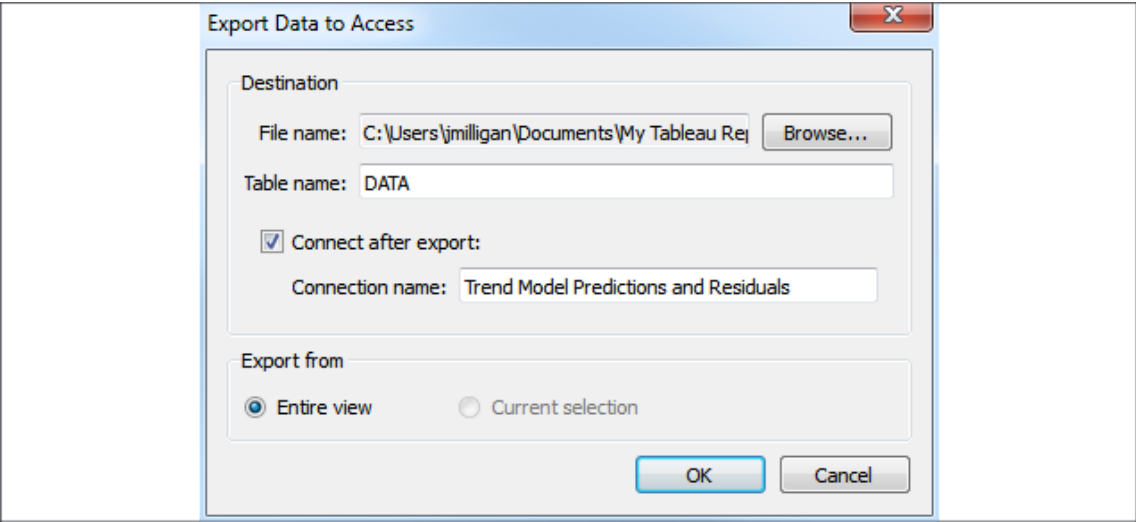 Export Data to Access
Destination
File name: C:\Users\jmilligan\Documents\My Tableau Rep Browse...
Table name: DATA
Connect after export:
Connection name: Trend Model Predictions and Residuals
Export from
Entire view Current selection
OK Cancel